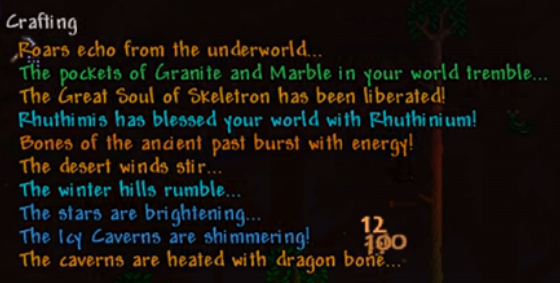 Crafting
Roars echo from the underworld...
The pockets of Granite and Marble in your world tremble...
The Great Soul of Skeletron has been liberated!
Rhuthimis has blessed your world with Rhuthinium!
Bones of the ancient past burst with energy!
The desert winds stir...
The winter hills rumble...
The stars are brightening...
The Icy Caverns are shimmering!
12
100
The caverns are heated with dragon bone...